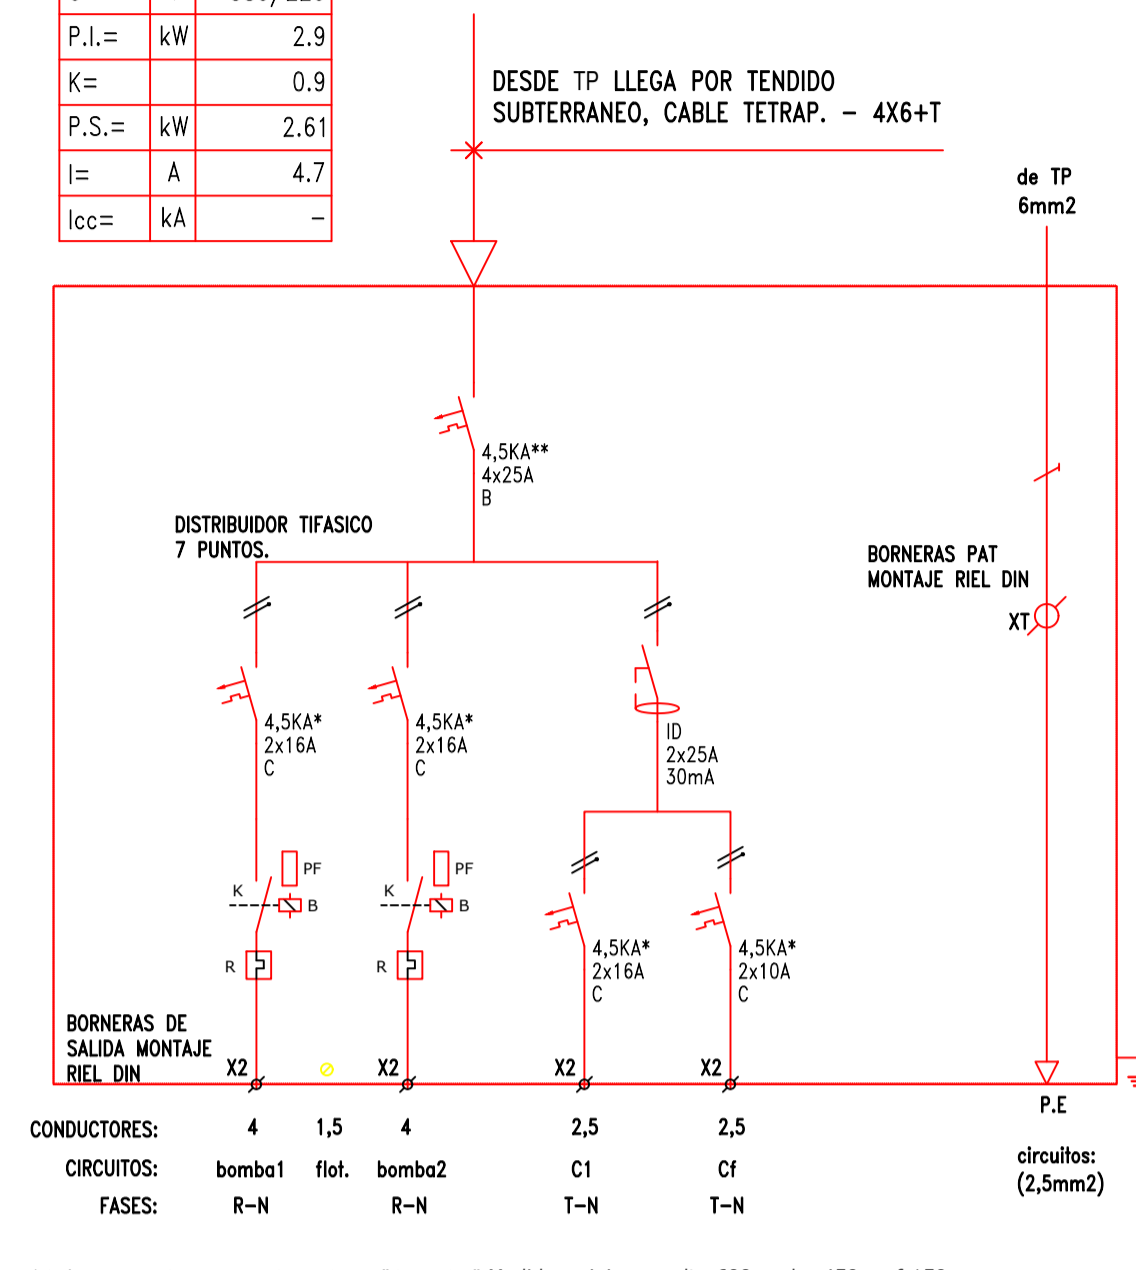 P.I.= kW 2.9
K= 0.9
P.S.= kW 2.61
I= A 4.7
Icc= kA –
DESDE TP LLEGA POR TENDIDO
SUBTERRANEO, CABLE TETRAP. – 4X6+T
de TP
6mm2
4,5KA**
4x25A
B
DISTRIBUIDOR TIFASICO
7 PUNTOS.
BORNERAS PAT
MONTAJE RIEL DIN
XT
4,5KA*
2x16A
C
4,5KA*
2x16A
C
ID
2x25A
30mA
PF
K
B
R
PF
K
B
R
4,5KA*
2x16A
C
4,5KA*
2x10A
C
BORNERAS DE
SALIDA MONTAJE
RIEL DIN
X2 X2 X2 X2
P.E
CONDUCTORES: 4 1,5 4 2,5 2,5
CIRCUITOS: bomba1 flot. bomba2 C1 Cf
FASES: R–N R–N T–N T–N
circuitos:
(2,5mm2)